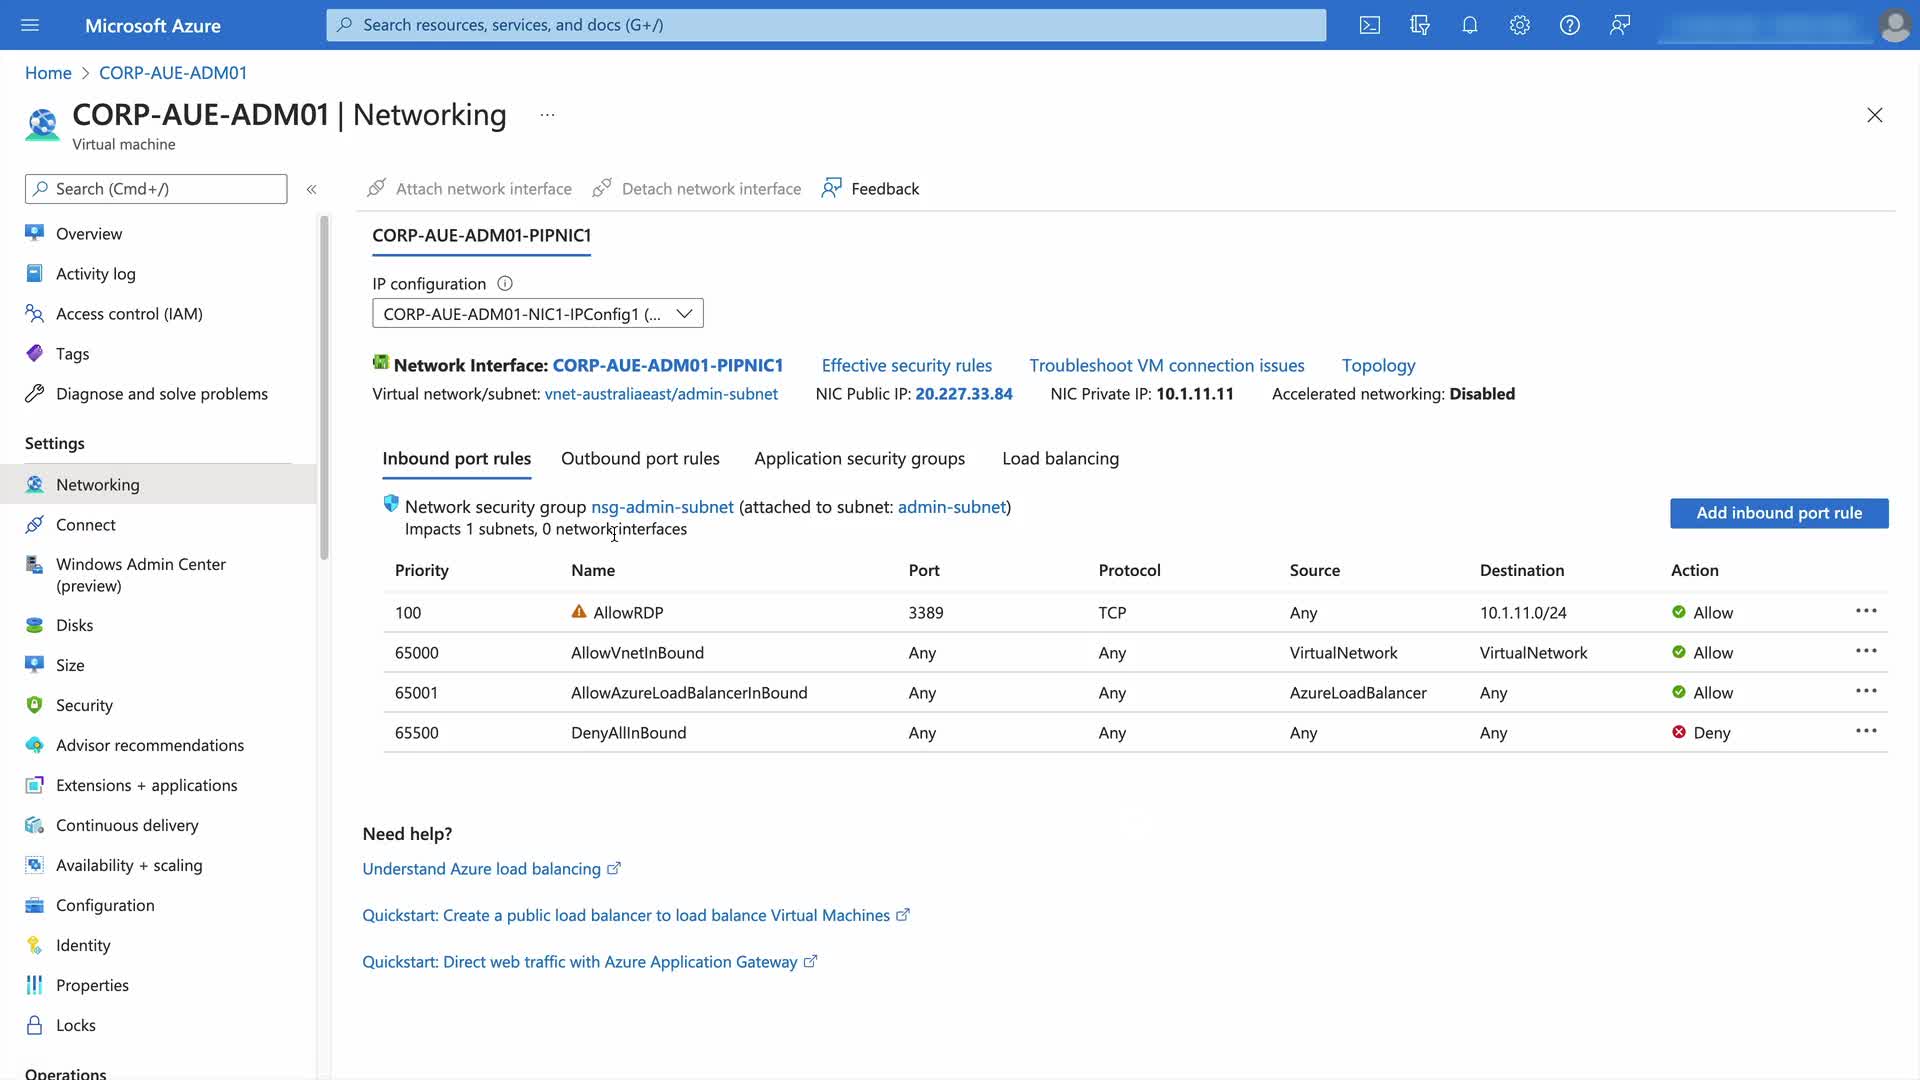 Microsoft Azure
Search resources, services, and docs (G+/)
Home > CORP-AUE-ADM01
CORP-AUE-ADM01 | Networking ...
Virtual machine
Search (Cmd+/)
«
Attach network interface
Detach network interface
Feedback
Overview
Activity log
Access control (IAM)
Tags
Diagnose and solve problems
Settings
Networking
Connect
Windows Admin Center
(preview)
Disks
Size
Security
Advisor recommendations
Extensions + applications
Continuous delivery
Availability + scaling
Configuration
Identity
Properties
Locks
Operations
CORP-AUE-ADM01-PIPNIC1
IP configuration
CORP-AUE-ADM01-NIC1-IPConfig1 (...
Network Interface: CORP-AUE-ADM01-PIPNIC1 Effective security rules Troubleshoot VM connection issues Topology
Virtual network/subnet: vnet-australiaeast/admin-subnet NIC Public IP: 20.227.33.84 NIC Private IP: 10.1.11.11 Accelerated networking: Disabled
Inbound port rules Outbound port rules Application security groups Load balancing
Network security group nsg-admin-subnet (attached to subnet: admin-subnet)
Impacts 1 subnets, 0 network interfaces
Add inbound port rule
Priority Name Port Protocol Source Destination Action
100 AllowRDP 3389 TCP Any 10.1.11.0/24 Allow ...
65000 AllowVnetInBound Any Any VirtualNetwork VirtualNetwork Allow ...
65001 AllowAzureLoadBalancerInBound Any Any AzureLoadBalancer Any Allow ...
65500 DenyAllInBound Any Any Any Any Deny ...
Need help?
Understand Azure load balancing
Quickstart: Create a public load balancer to load balance Virtual Machines
Quickstart: Direct web traffic with Azure Application Gateway